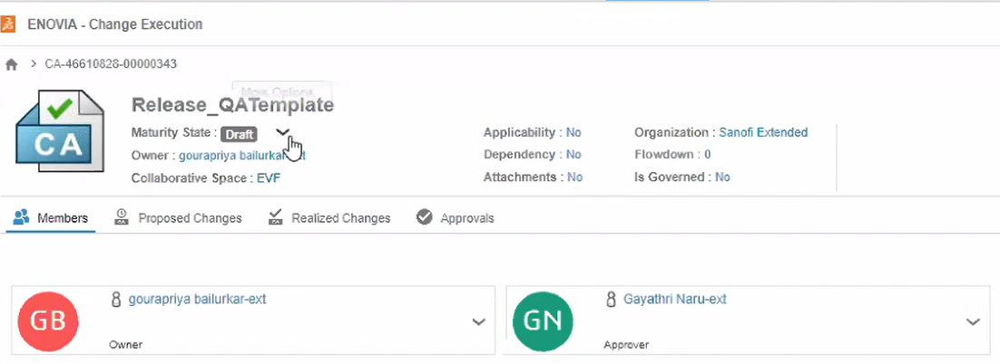 ENOVIA - Change Execution
> CA-46610828-00000343
More Options
Release_QATemplate
CA
Maturity State : Draft
Applicability : No
Organization : Sanofi Extended
Owner : gourapriya bailurkar-ext
Dependency : No
Flowdown : 0
Collaborative Space : EVF
Attachments : No
Is Governed : No
Members
Proposed Changes
Realized Changes
Approvals
GB
gourapriya bailurkar-ext
Owner
GN
Gayathri Naru-ext
Approver